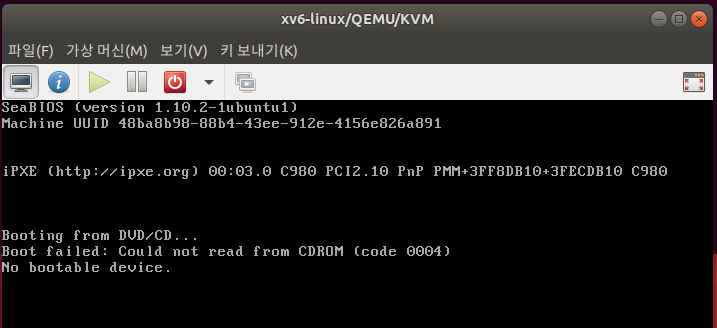 xv6-linux/QEMU/KVM
파일(F) 가상 머신(M) 보기(V) 키 보내기(K)
SeaBIOS (version 1.10.2-1ubuntu1)
Machine UUID 48ba8b98-88b4-43ee-912e-4156e826a891
iPXE (http://ipxe.org) 00:03.0 C980 PCI2.10 PnP PMM+3FF8DB10+3FECDB10 C980
Booting from DVD/CD...
Boot failed: Could not read from CDROM (code 0004)
No bootable device.